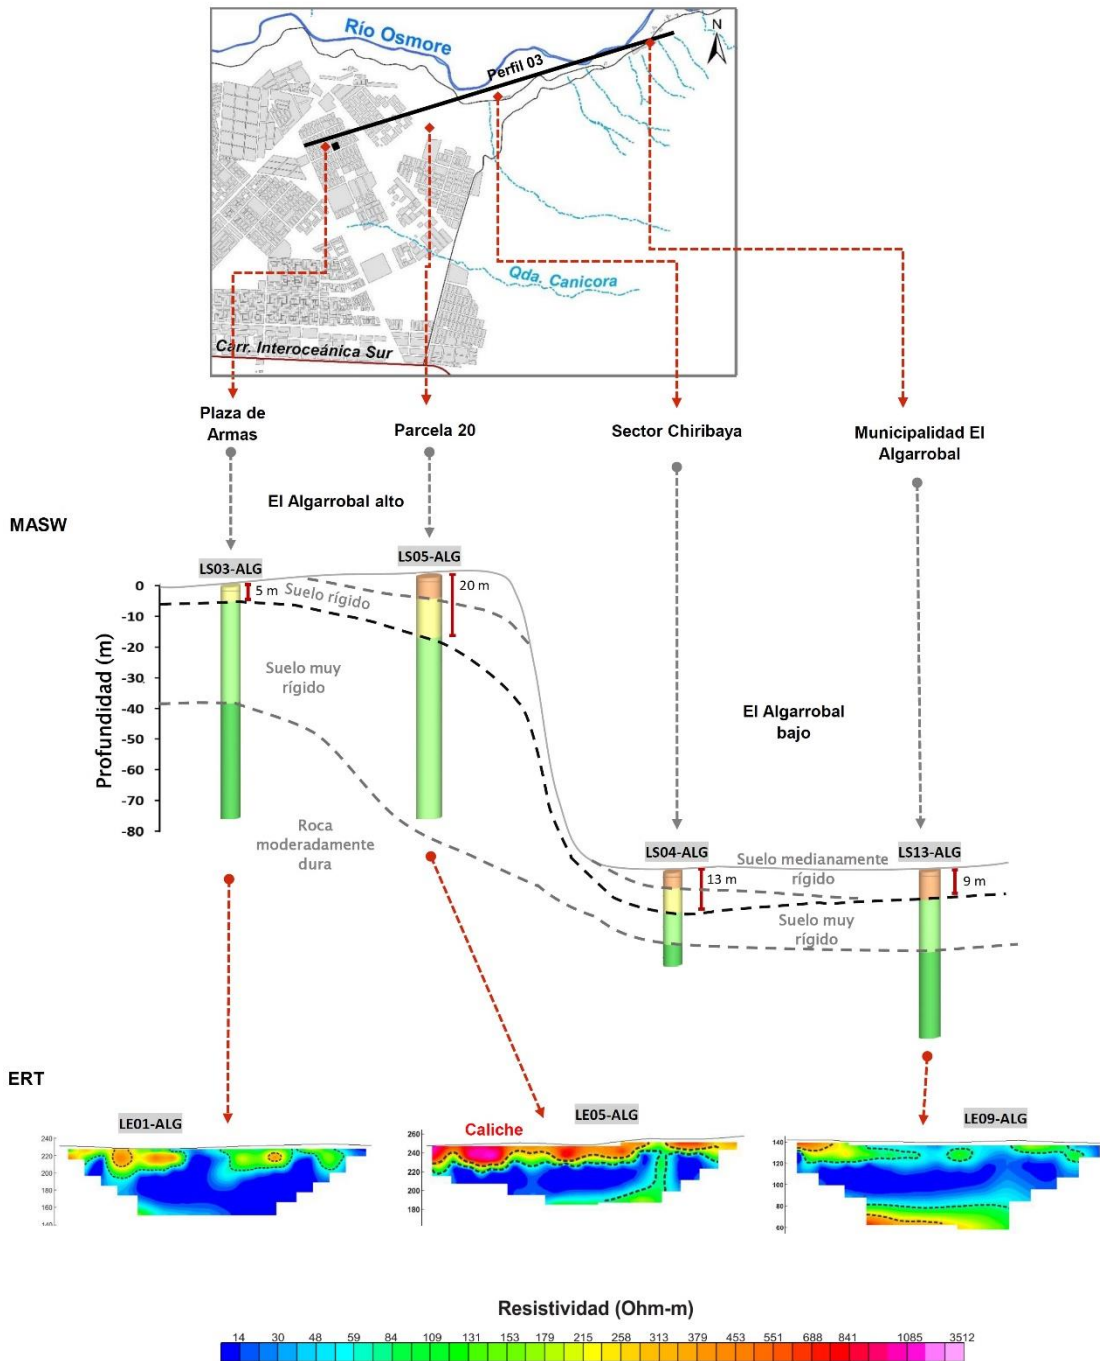 N
Río Osmore
Perfil 03
Qda. Canicora
Carr. Interoceánica Sur
Plaza de
Armas
Parcela 20
Sector Chiribaya
Municipalidad El
Algarrobal
El Algarrobal alto
MASW
LS03-ALG
LS05-ALG
5 m
20 m
Suelo rígido
Profundidad (m)
0
-10
-20
-30
-40
-50
-60
-70
-80
Suelo muy
rígido
El Algarrobal
bajo
Roca
moderadamente
dura
LS04-ALG
LS13-ALG
Suelo medianamente
rígido
13 m
9 m
Suelo muy
rígido
ERT
LE01-ALG
LE05-ALG
LE09-ALG
Caliche
240
220
200
180
160
140
260
240
220
200
180
140
120
100
80
60
Resistividad (Ohm-m)
14 30 48 59 84 109 131 153 179 215 258 313 379 453 551 688 841 1085 3512